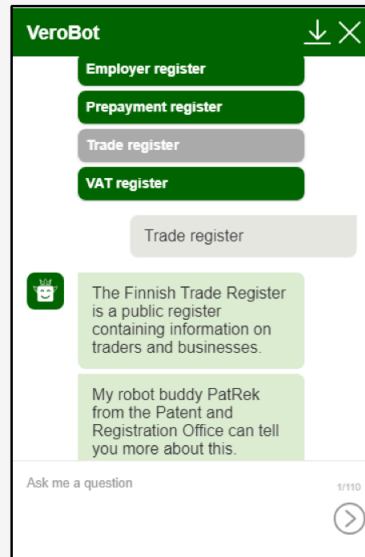 VeroBot
Employer register
Prepayment register
Trade register
VAT register
Trade register
The Finnish Trade Register
is a public register
containing information on
traders and businesses.
My robot buddy PatRek
from the Patent and
Registration Office can tell
you more about this.
Ask me a question
1/110